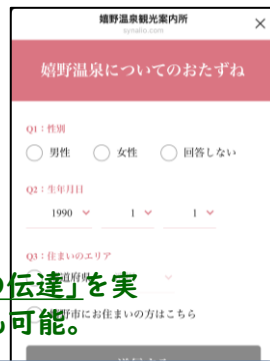 嬉野温泉観光案内所
synalio.com
嬉野温泉についてのおたずね
Q1：性別
男性 女性 回答しない
Q2：生年月日
1990 1 1
Q3：住まいのエリア
道府県
の伝達」を実
市にお住まいの方はこちら
可能。